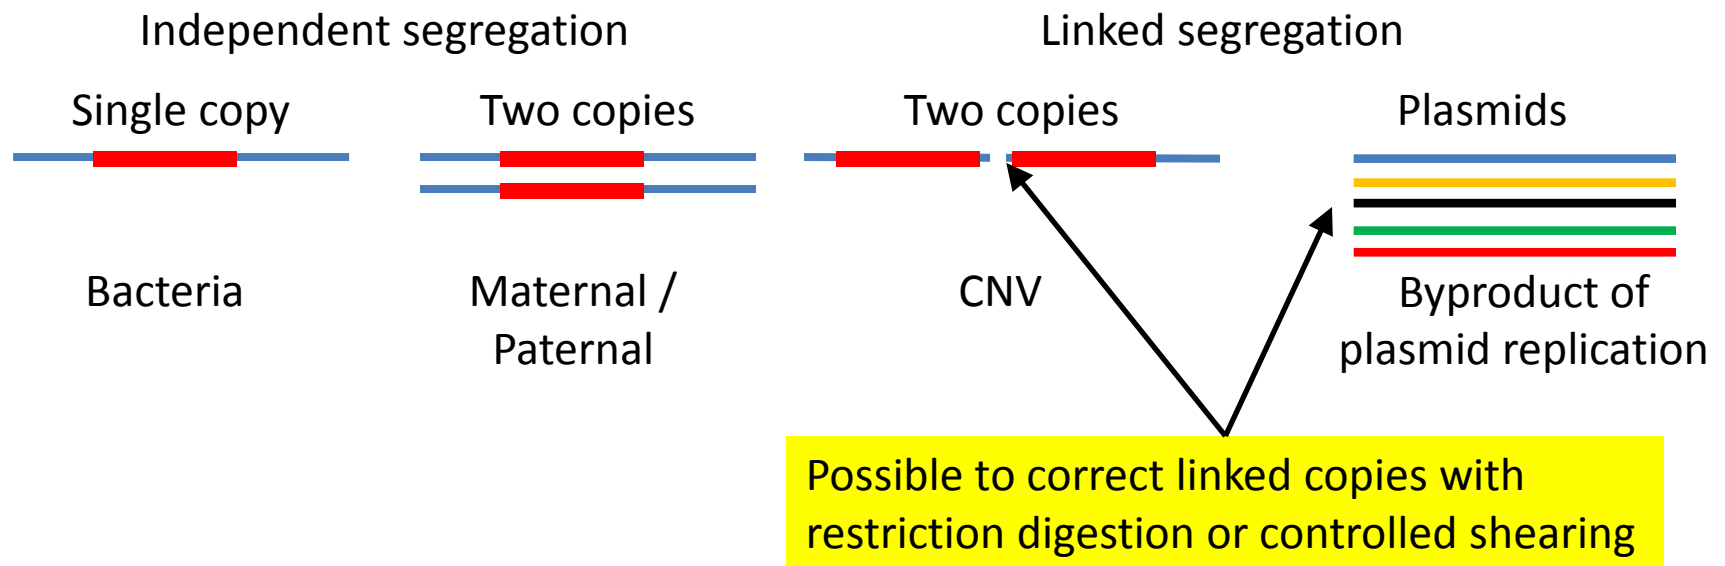 Independent segregation
Linked segregation
Single copy
Two copies
Two copies
Plasmids
Bacteria
Maternal /
Paternal
CNV
Byproduct of
plasmid replication
Possible to correct linked copies with
restriction digestion or controlled shearing